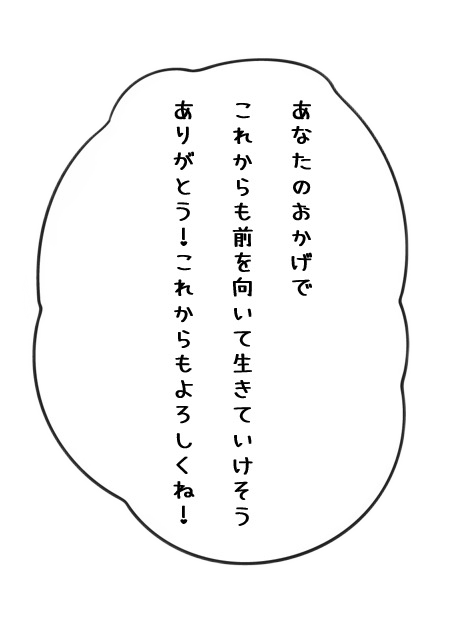 あなたのおかげで
これからも前を向いて生きていけそう
ありがとう!これからもよろしくね!